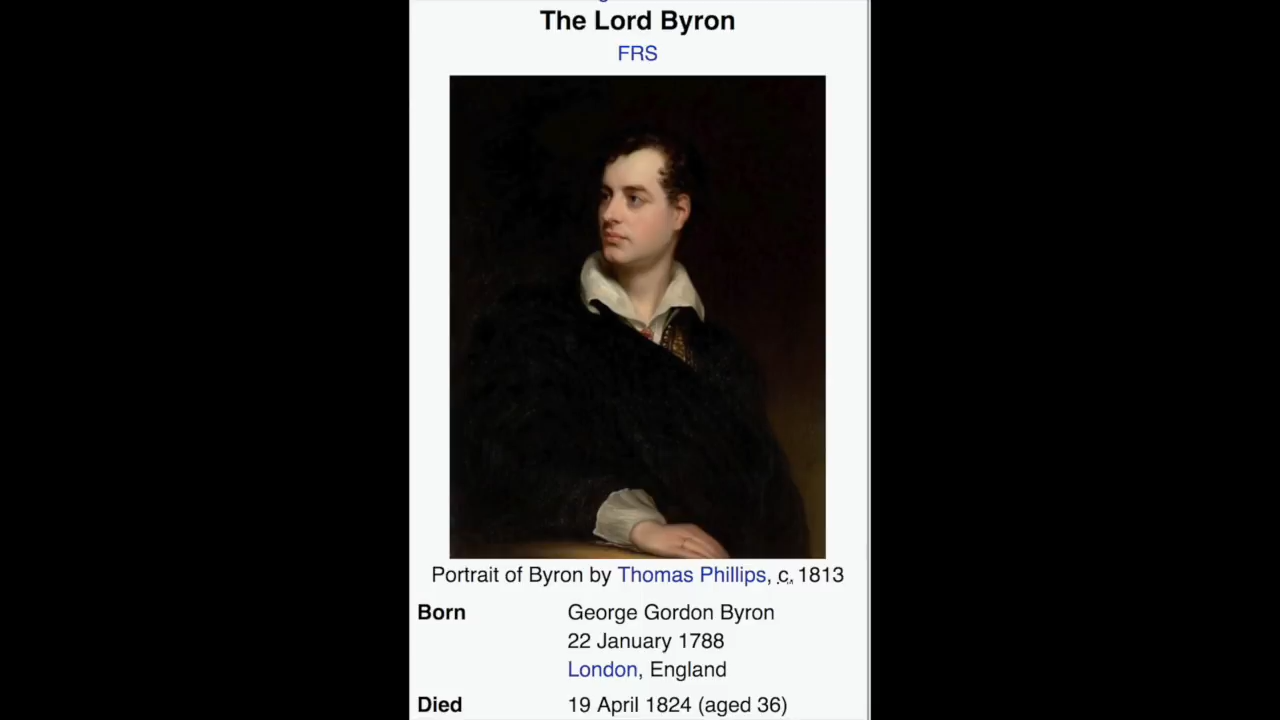 The Lord Byron
FRS
Portrait of Byron by Thomas Phillips, c. 1813
Born George Gordon Byron
22 January 1788
London, England
Died 19 April 1824 (aged 36)